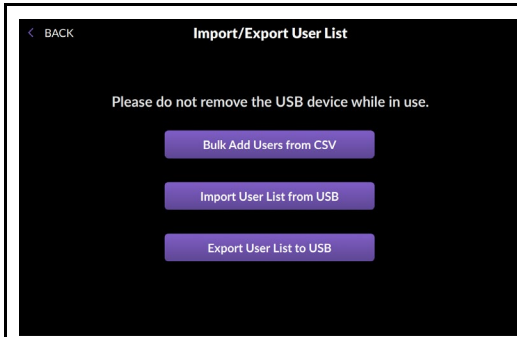 < BACK
Import/Export User List
Please do not remove the USB device while in use.
Bulk Add Users from CSV
Import User List from USB
Export User List to USB